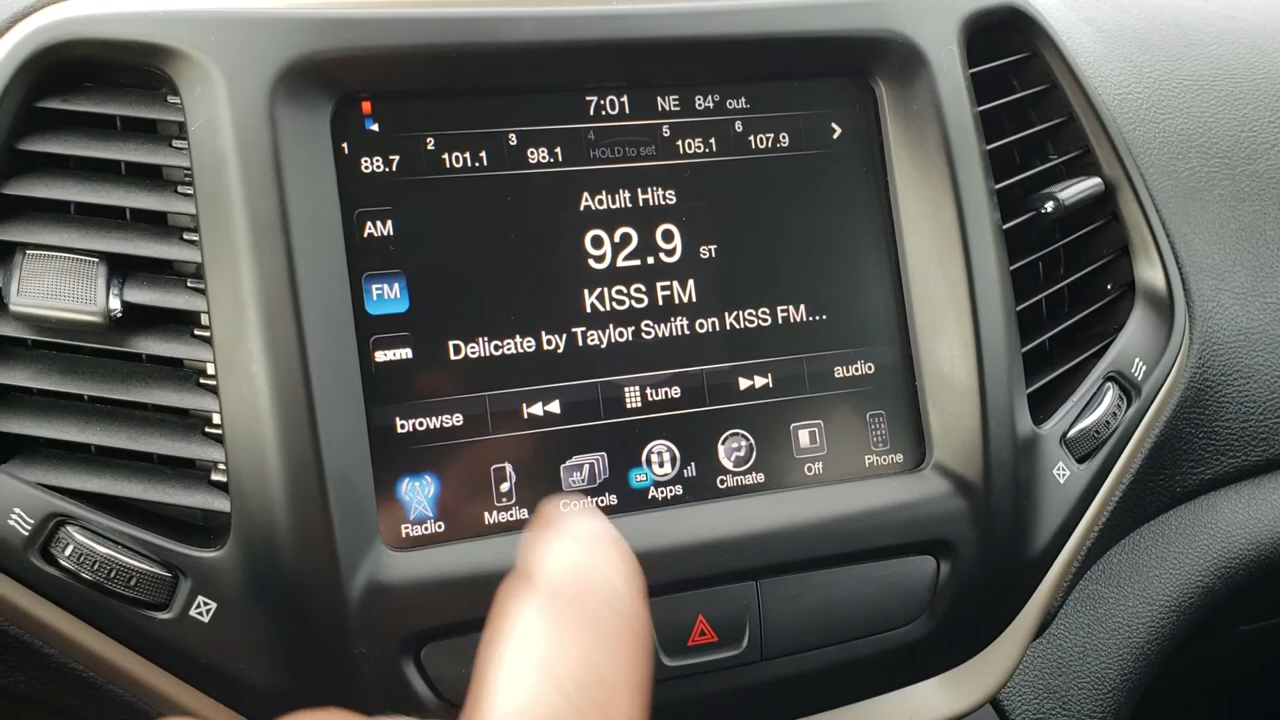 7:01 NE 84° out.
1 88.7 2 101.1 3 98.1 4 HOLD to set 5 105.1 6 107.9
Adult Hits
AM
92.9 ST
FM
KISS FM
sxm
Delicate by Taylor Swift on KISS FM...
browse tune audio
3G
Radio Media Controls Apps Climate Off Phone